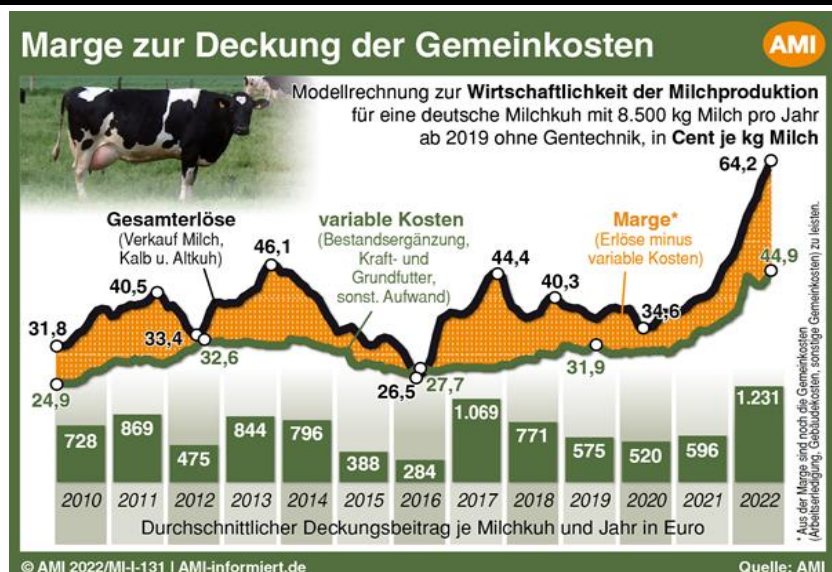 Marge zur Deckung der Gemeinkosten
AMI
Modellrechnung zur Wirtschaftlichkeit der Milchproduktion
für eine deutsche Milchkuh mit 8.500 kg Milch pro Jahr
ab 2019 ohne Gentechnik, in Cent je kg Milch
64,2
Gesamterlöse
(Verkauf Milch,
Kalb u. Altkuh)
variable Kosten
(Bestandsergänzung,
Kraft- und
Grundfutter,
sonst. Aufwand)
Marge*
(Erlöse minus
variable Kosten)
44,9
31,8
40,5
33,4
46,1
44,4
40,3
34,6
24,9
32,6
26,5
27,7
31,9
728
869
475
844
796
388
284
1.069
771
575
520
596
1.231
2010
2011
2012
2013
2014
2015
2016
2017
2018
2019
2020
2021
2022
Durchschnittlicher Deckungsbeitrag je Milchkuh und Jahr in Euro
* Aus der Marge sind noch die Gemeinkosten
(Arbeitserledigung, Gebäudekosten, sonstige Gemeinkosten) zu leisten.
© AMI 2022/MI-I-131 | AMI-informiert.de
Quelle: AMI